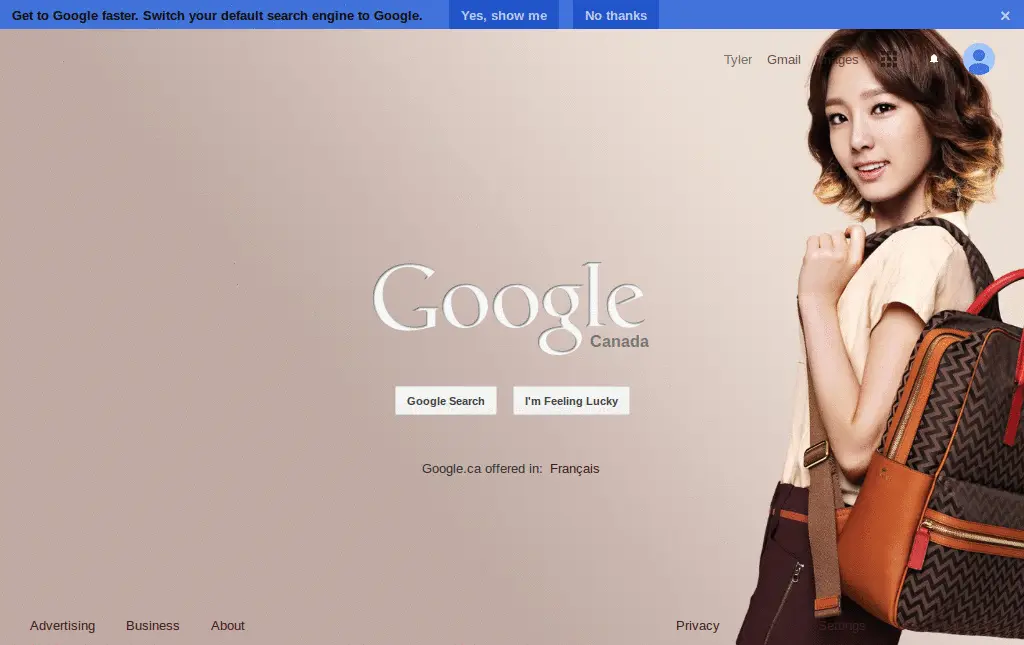 Get to Google faster. Switch your default search engine to Google. Yes, show me No thanks ×
Tyler Gmail Images
Google
Canada
Google Search I'm Feeling Lucky
Google.ca offered in: Français
Advertising Business About Privacy Settings